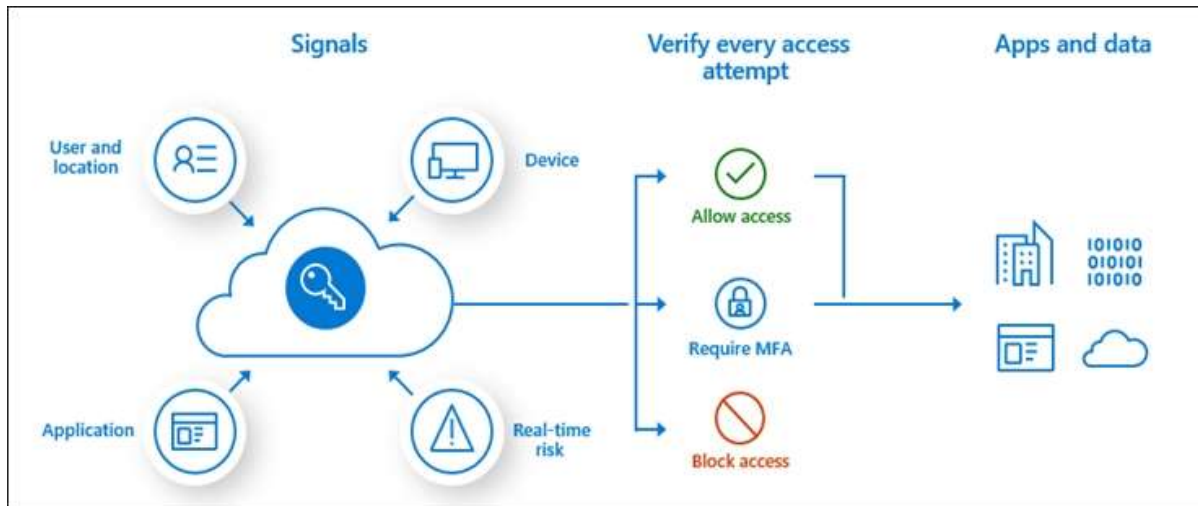 Signals
Verify every access
attempt
Apps and data
User and
location
Device
Allow access
101010
010101
101010
Require MFA
Application
Real-time
risk
Block access